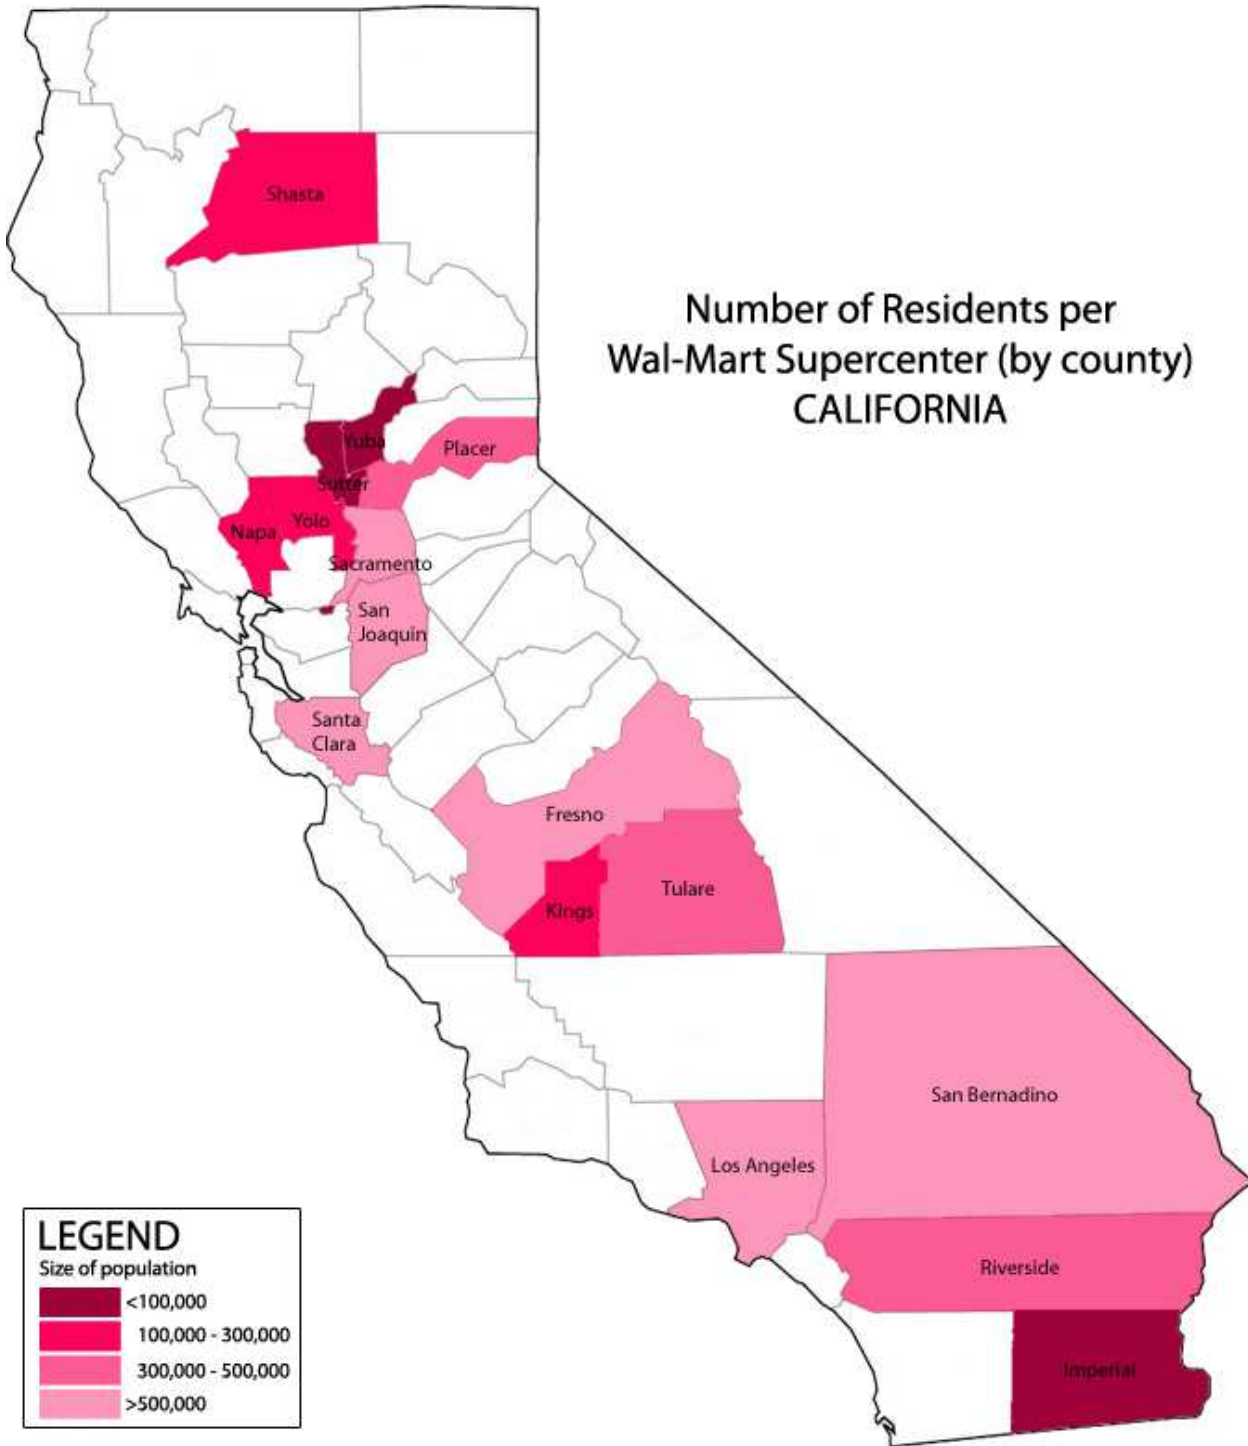 Shasta
Number of Residents per
Wal-Mart Supercenter (by county)
CALIFORNIA
Yuba
Placer
Sutter
Napa
Yolo
Sacramento
San
Joaquin
Santa
Clara
Fresno
Tulare
Kings
San Bernadino
Los Angeles
Riverside
Imperial
LEGEND
Size of population
<100,000
100,000 - 300,000
300,000 - 500,000
>500,000